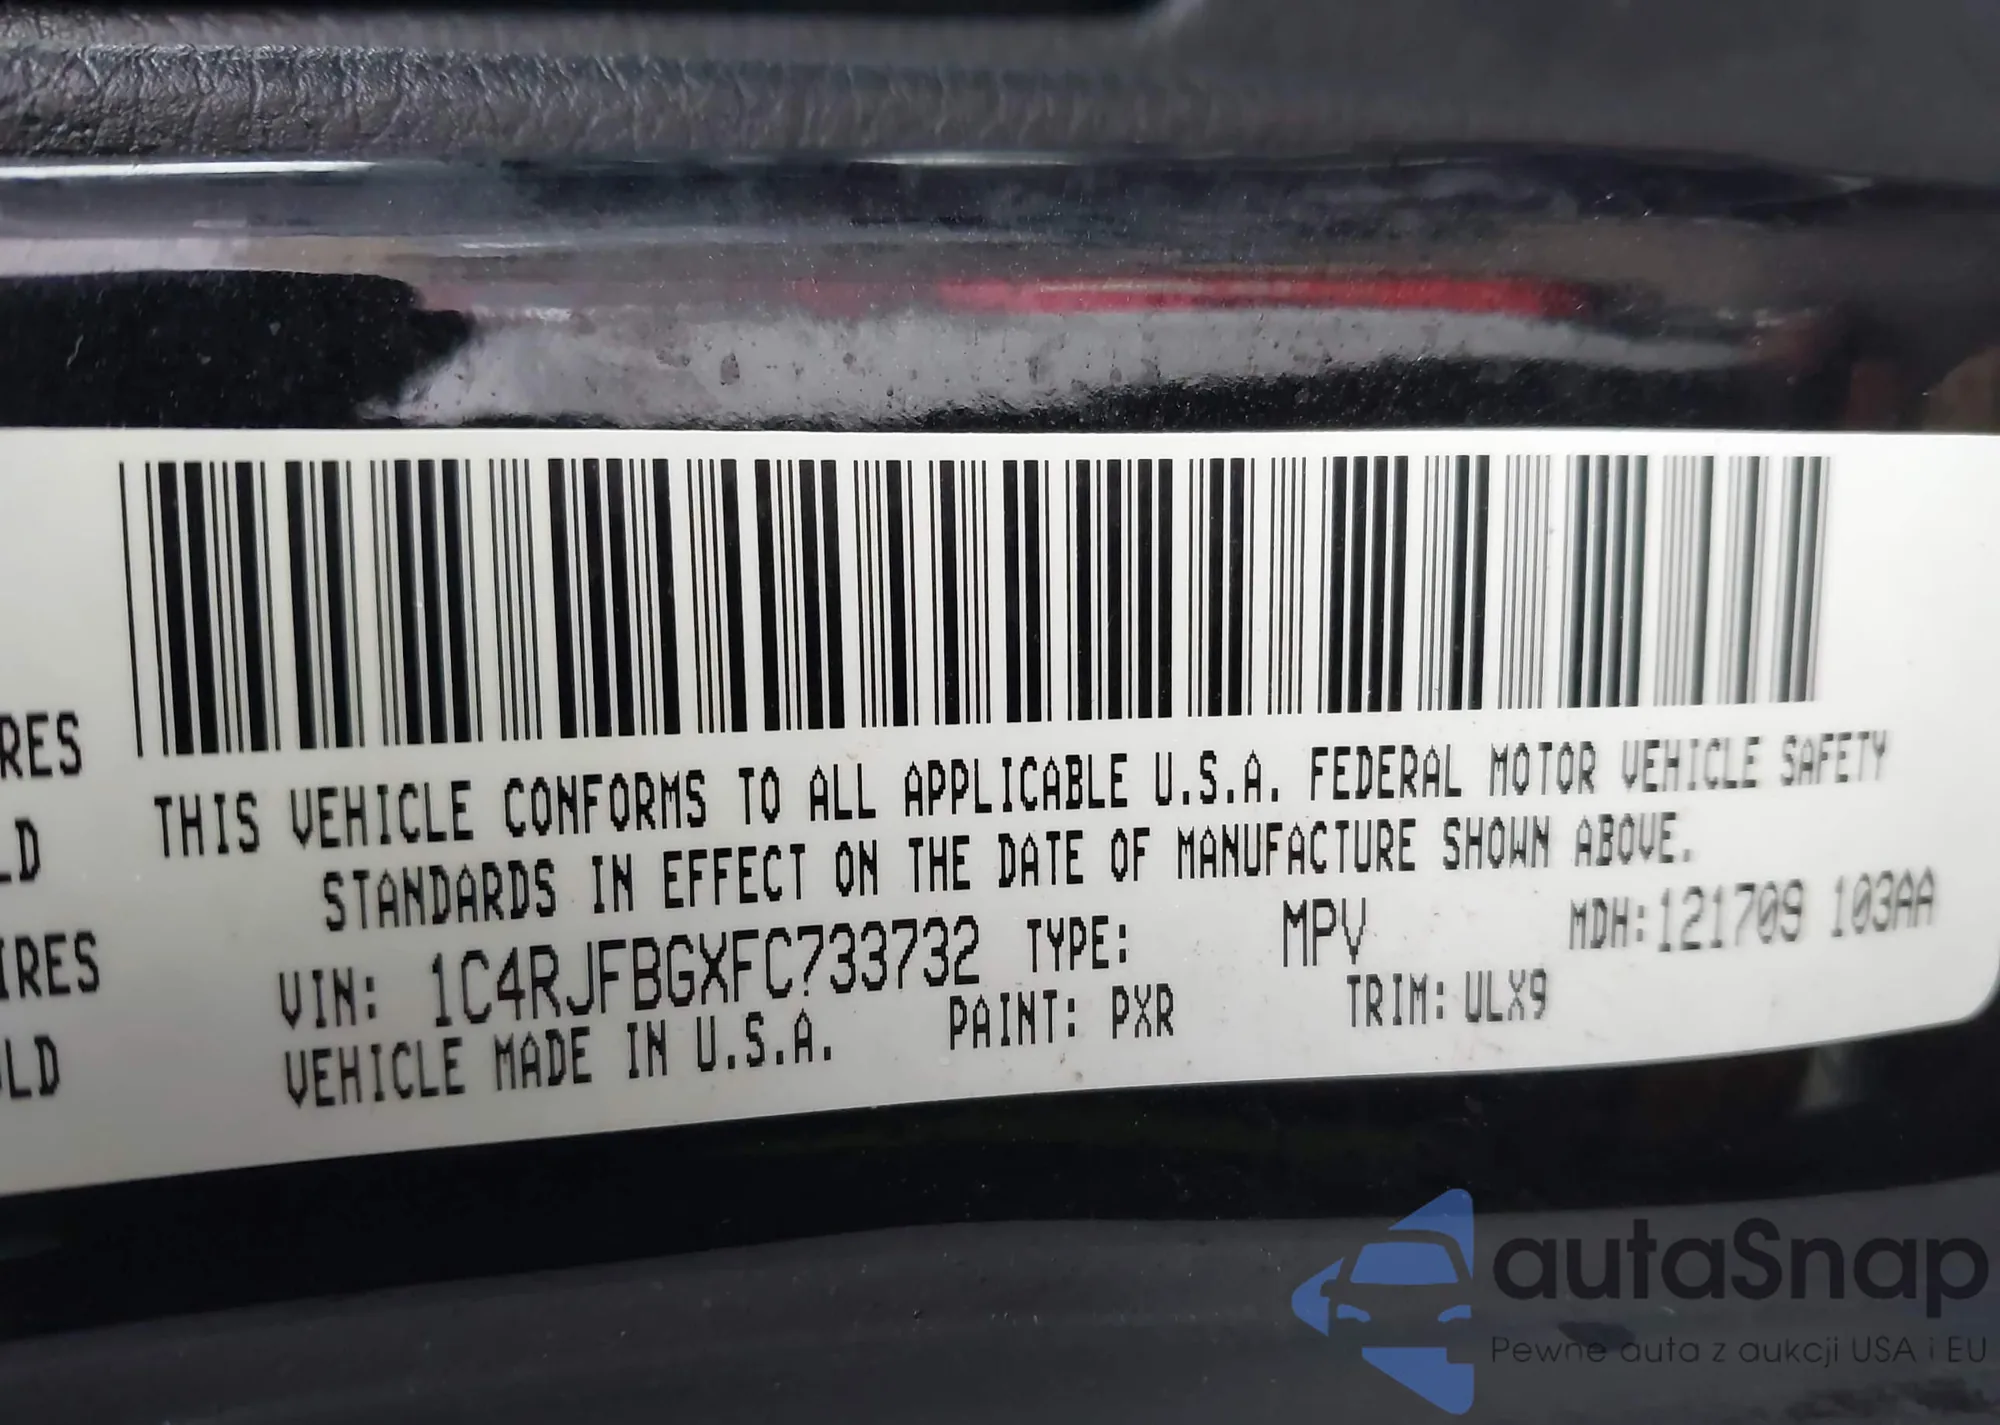 RES
LD
IRES
OLD
THIS VEHICLE CONFORMS TO ALL APPLICABLE U.S.A. FEDERAL MOTOR VEHICLE SAFETY
STANDARDS IN EFFECT ON THE DATE OF MANUFACTURE SHOWN ABOVE.
VIN: 1C4RJFBGXFC733732 TYPE: MPV MDH:121709 103AA
VEHICLE MADE IN U.S.A. PAINT: PXR TRIM: ULX9
autaSnap
Pewne auta z aukcji USA i EU